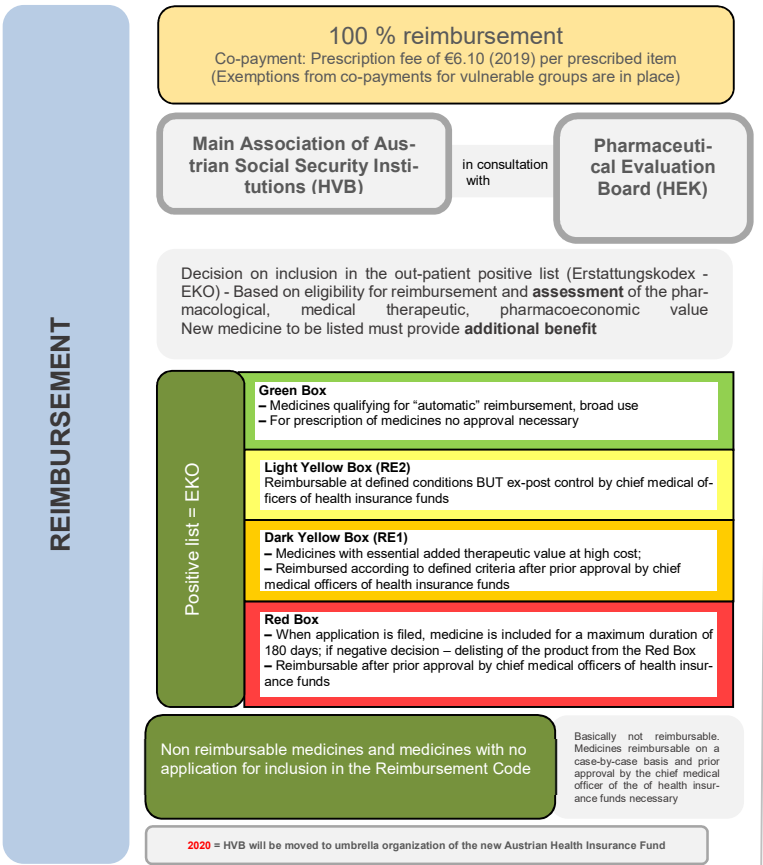 100 % reimbursement
Co-payment: Prescription fee of €6.10 (2019) per prescribed item
(Exemptions from co-payments for vulnerable groups are in place)
Main Association of Aus-
trian Social Security Insti-
tutions (HVB)
in consultation
with
Pharmaceuti-
cal Evaluation
Board (HEK)
Decision on inclusion in the out-patient positive list (Erstattungskodex -
EKO) - Based on eligibility for reimbursement and assessment of the phar-
macological, medical therapeutic, pharmacoeconomic value
New medicine to be listed must provide additional benefit
REIMBURSEMENT
Positive list = EKO
Green Box
– Medicines qualifying for “automatic” reimbursement, broad use
– For prescription of medicines no approval necessary
Light Yellow Box (RE2)
Reimbursable at defined conditions BUT ex-post control by chief medical of-
ficers of health insurance funds
Dark Yellow Box (RE1)
– Medicines with essential added therapeutic value at high cost;
– Reimbursed according to defined criteria after prior approval by chief
medical officers of health insurance funds
Red Box
– When application is filed, medicine is included for a maximum duration of
180 days; if negative decision – delisting of the product from the Red Box
– Reimbursable after prior approval by chief medical officers of health insur-
ance funds
Non reimbursable medicines and medicines with no
application for inclusion in the Reimbursement Code
Basically not reimbursable.
Medicines reimbursable on a
case-by-case basis and prior
approval by the chief medical
officer of the of health insur-
ance funds necessary
2020 = HVB will be moved to umbrella organization of the new Austrian Health Insurance Fund